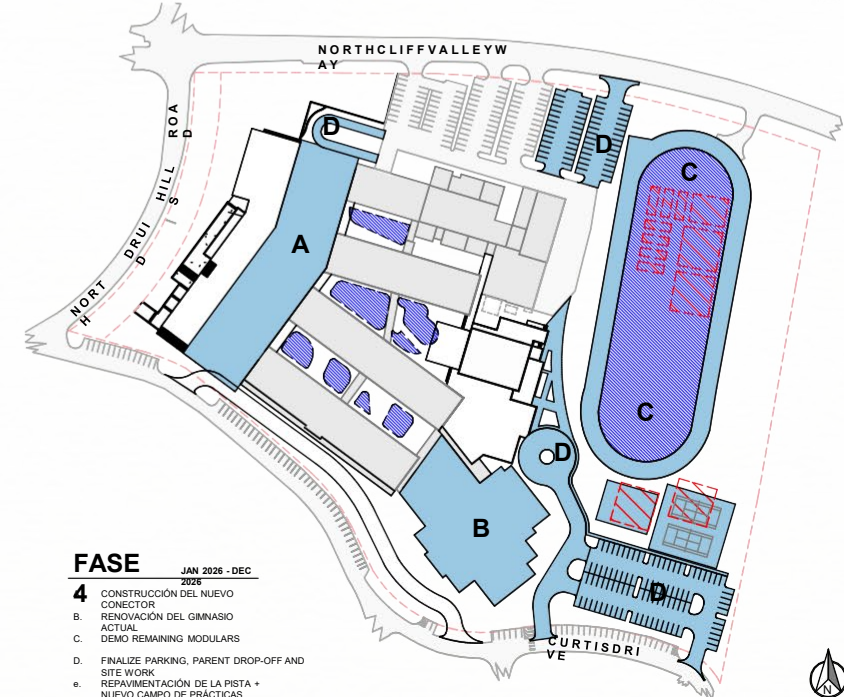 NORTHCLIFFVALLEYW
AY
NORT
H
DRUI
D
HILL
S
ROA
D
D
D
C
A
C
D
B
D
CURTISDRI
VE
FASE
4
JAN 2026 - DEC
2026
CONSTRUCCIÓN DEL NUEVO
CONECTOR
B. RENOVACIÓN DEL GIMNASIO
ACTUAL
C. DEMO REMAINING MODULARS
D. FINALIZE PARKING, PARENT DROP-OFF AND
SITE WORK
e. REPAVIMENTACIÓN DE LA PISTA +
NUEVO CAMPO DE PRÁCTICAS
N